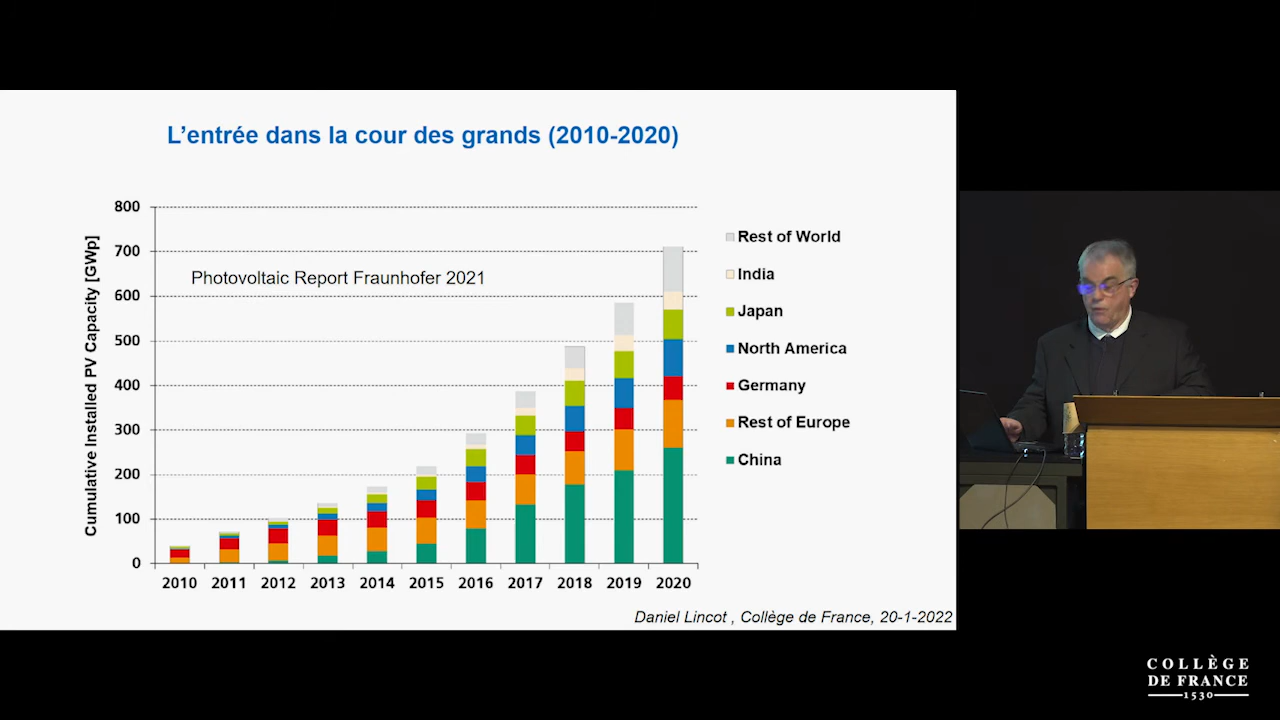 L'entrée dans la cour des grands (2010-2020)
Cumulative Installed PV Capacity [GWp]
800
700
600
500
400
300
200
100
0
Photovoltaic Report Fraunhofer 2021
2010 2011 2012 2013 2014 2015 2016 2017 2018 2019 2020
Rest of World
India
Japan
North America
Germany
Rest of Europe
China
Daniel Lincot , Collège de France, 20-1-2022
COLLÈGE
DE FRANCE
1530